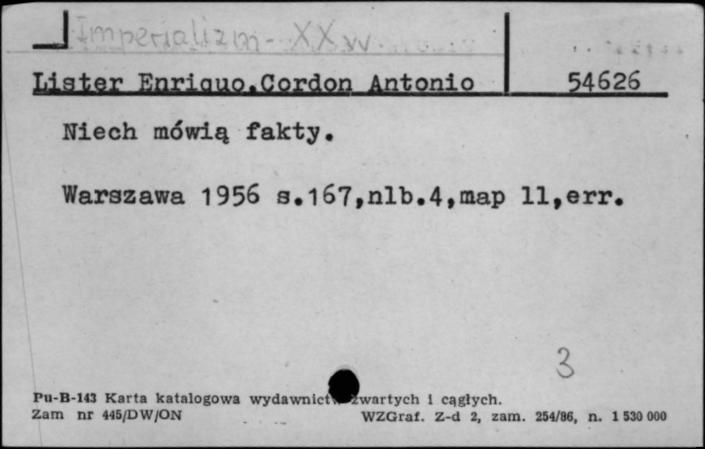 Imperializm - XX w.
Lister Enriquo,Cordon Antonio 54626
Niech mówią fakty.
Warszawa 1956 s.167,nlb.4,map 11,err.
3
Pu-B-143 Karta katalogowa wydawnictw zwartych i ciągłych.
Zam nr 445/DW/ON WZGraf. Z-d 2, zam. 254/86, n. 1 530 000